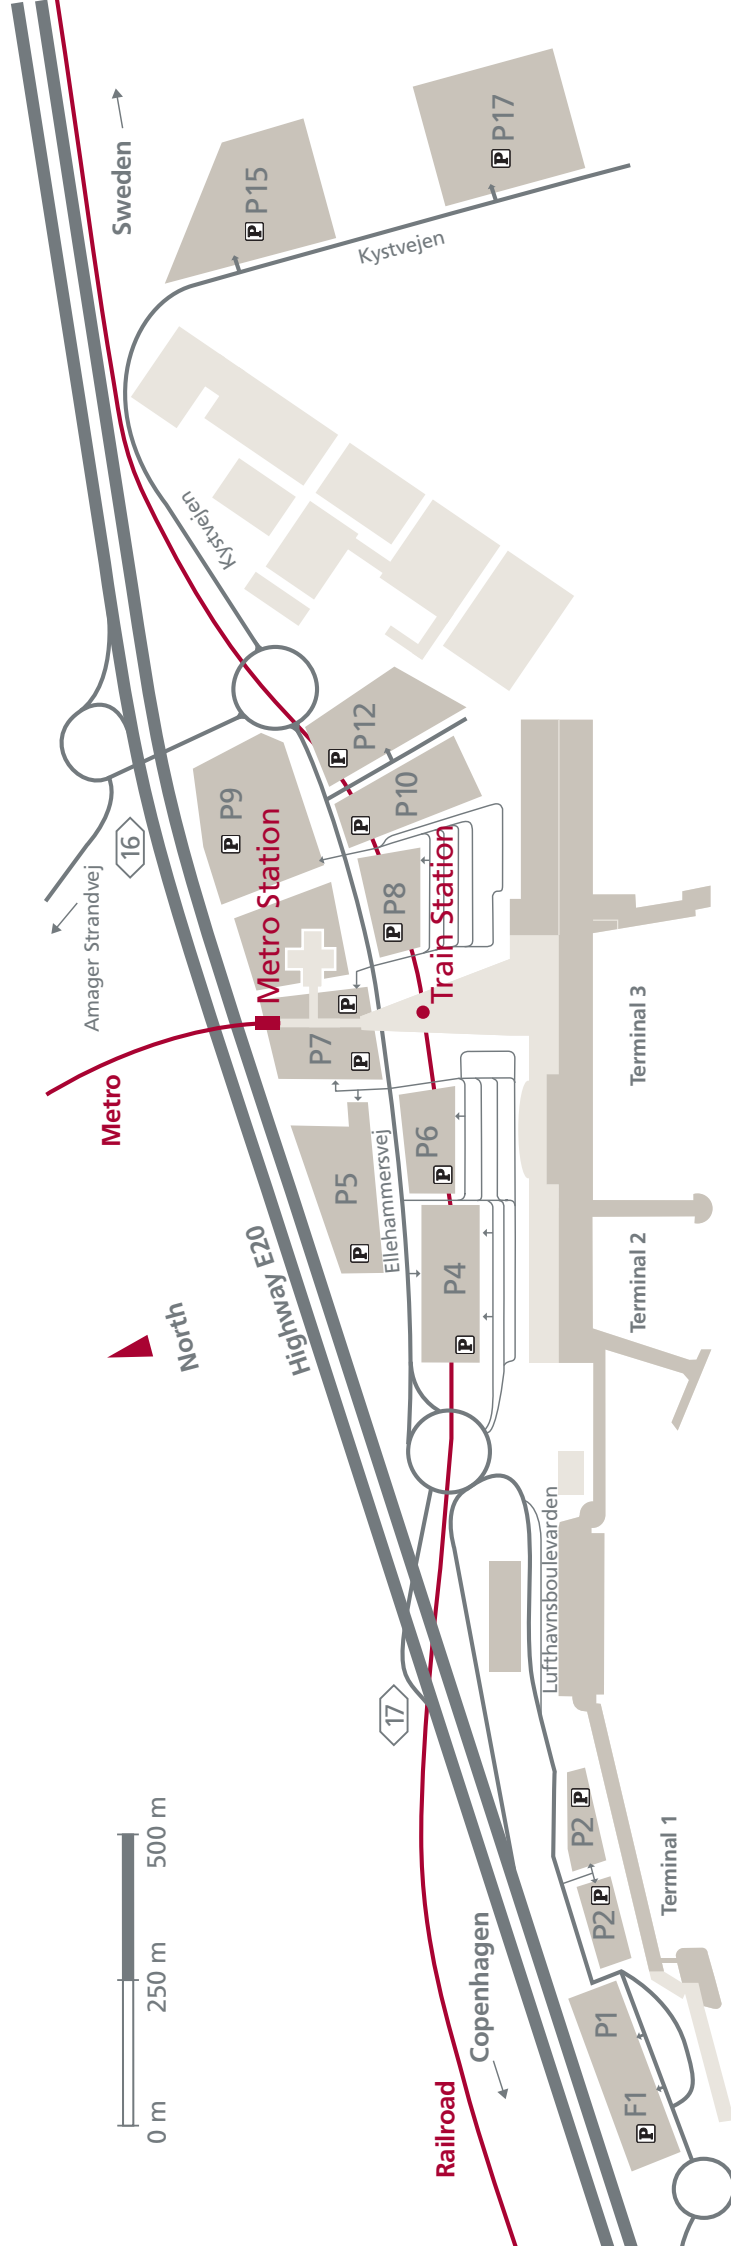 Sweden
P15
P
P17
P
Kystvejen
Kystvejen
P12
P
P10
P
P9
P
16
Amager Strandvej
Metro Station
P8
P
Train Station
P7
P
P
Metro
Terminal 3
P6
P
P5
P
Ellehammersvej
P4
P
Highway E20
North
Terminal 2
Lufthavnsboulevarden
17
P2
P
P2
P
Terminal 1
0 m
250 m
500 m
Copenhagen
Railroad
P1
F1
P